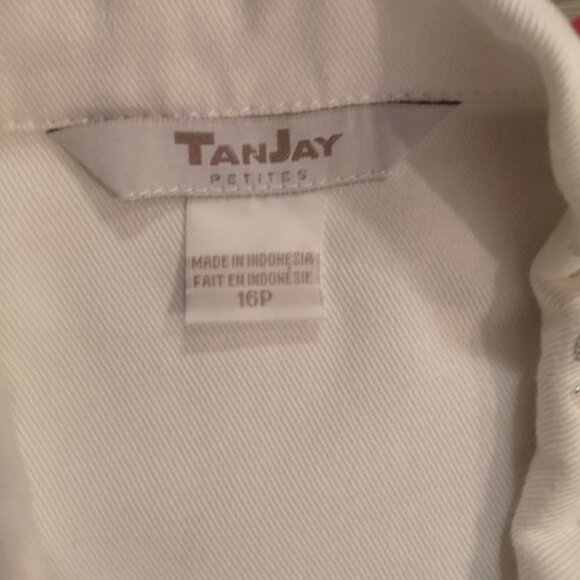 TANJAY
PETITES
MADE IN INDONESIA
FAIT EN INDONÉSIE
16P